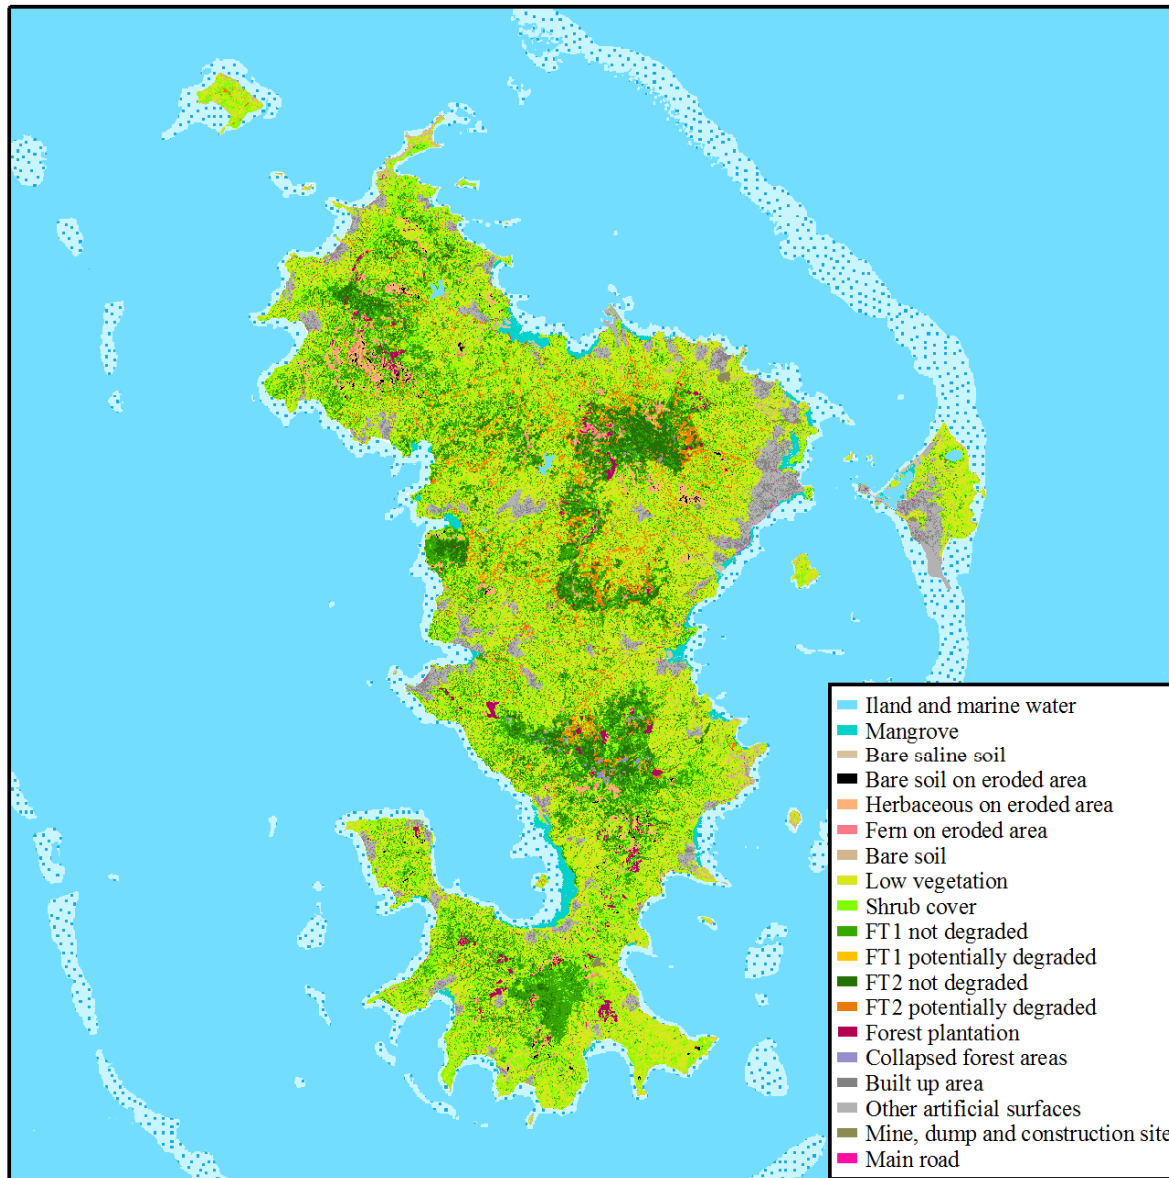 Iland and marine water
Mangrove
Bare saline soil
Bare soil on eroded area
Herbaceous on eroded area
Fern on eroded area
Bare soil
Low vegetation
Shrub cover
FT1 not degraded
FT1 potentially degraded
FT2 not degraded
FT2 potentially degraded
Forest plantation
Collapsed forest areas
Built up area
Other artificial surfaces
Mine, dump and construction site
Main road